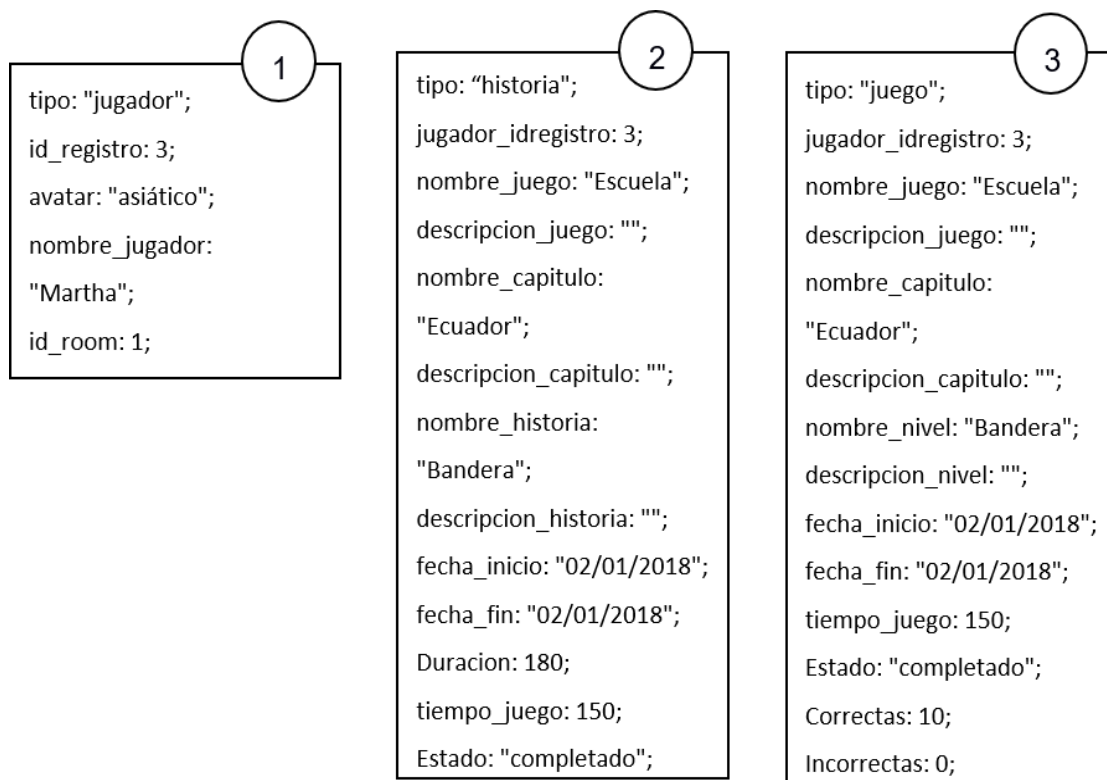 1
tipo: "jugador";
id_registro: 3;
avatar: "asiático";
nombre_jugador:
"Martha";
id_room: 1;
2
tipo: “historia";
jugador_idregistro: 3;
nombre_juego: "Escuela";
descripcion_juego: "";
nombre_capitulo:
"Ecuador";
descripcion_capitulo: "";
nombre_historia:
"Bandera";
descripcion_historia: "";
fecha_inicio: "02/01/2018";
fecha_fin: "02/01/2018";
Duracion: 180;
tiempo_juego: 150;
Estado: "completado";
3
tipo: "juego";
jugador_idregistro: 3;
nombre_juego: "Escuela";
descripcion_juego: "";
nombre_capitulo:
"Ecuador";
descripcion_capitulo: "";
nombre_nivel: "Bandera";
descripcion_nivel: "";
fecha_inicio: "02/01/2018";
fecha_fin: "02/01/2018";
tiempo_juego: 150;
Estado: "completado";
Correctas: 10;
Incorrectas: 0;